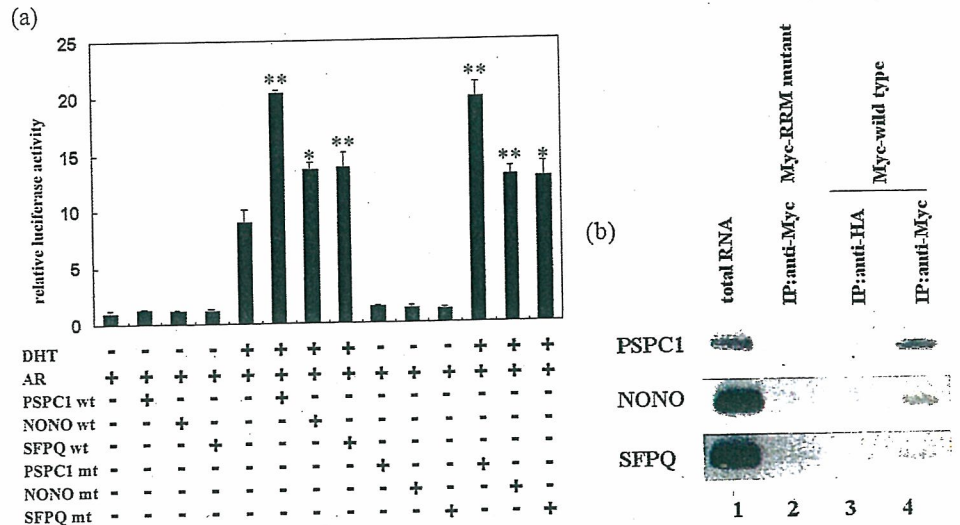 (a)
relative luciferase activity
25
20
15
10
5
0
**
*
**
**
**
*
DHT - - - - + + + + - - - + + +
AR + + + + + + + + + + + + + +
PSPC1 wt - + - - - + - - - - - - - -
NONO wt - - + - - - + - - - - - - -
SFPQ wt - - - + - - - + - - - - - -
PSPC1 mt - - - - - - - - + - - + - -
NONO mt - - - - - - - - - + - - + -
SFPQ mt - - - - - - - - - - + - - +
(b)
total RNA
IP:anti-Myc Myc-RRM mutant
Myc-wild type
IP:anti-HA
IP:anti-Myc
PSPC1
NONO
SFPQ
1 2 3 4